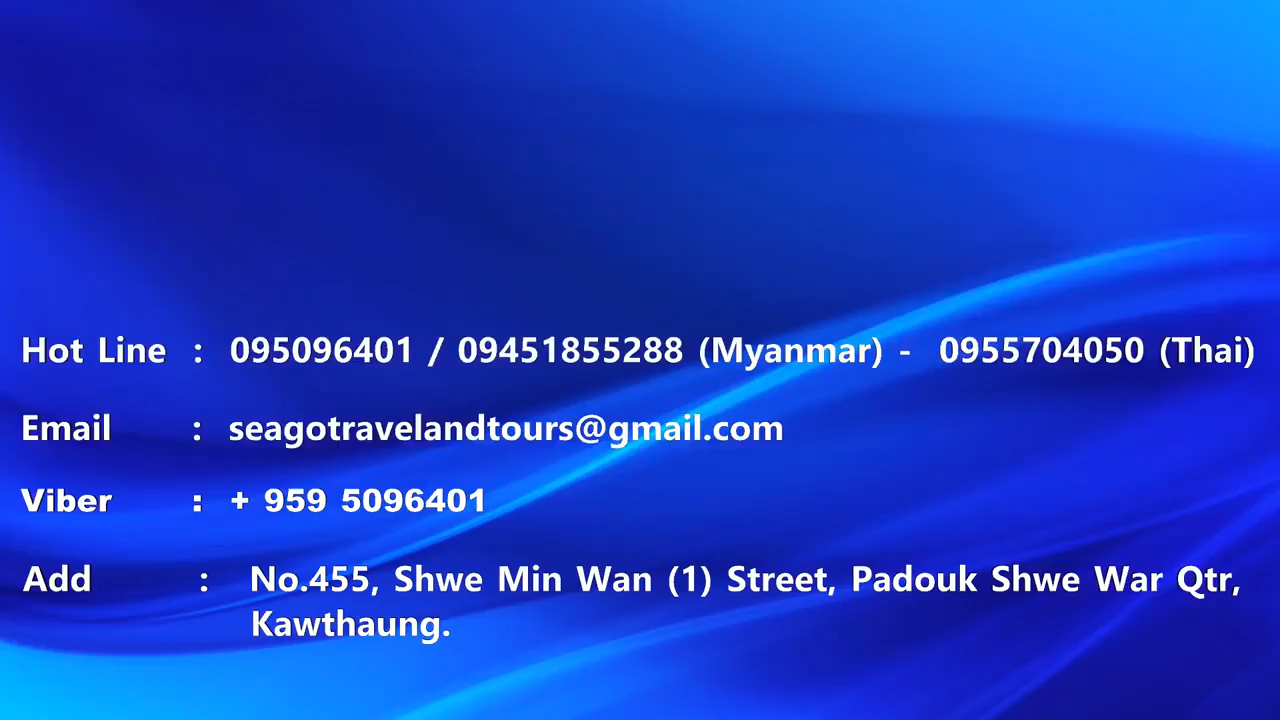 Hot Line : 095096401 / 09451855288 (Myanmar) - 0955704050 (Thai)
Email : seagotravelandtours@gmail.com
Viber : + 959 5096401
Add : No.455, Shwe Min Wan (1) Street, Padouk Shwe War Qtr,
Kawthaung.